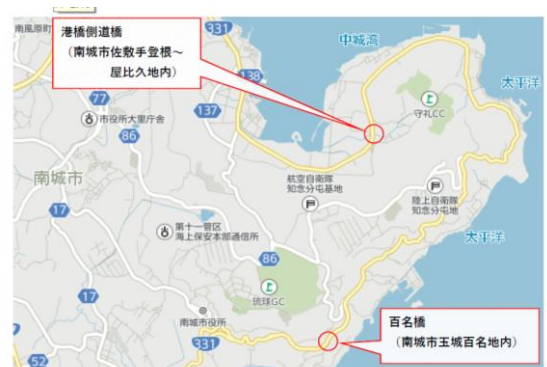 南風原町
331
港橋側道橋
（南城市佐敷手登根～
屋比久地内）
中城湾
太平洋
138
77
137
守礼CC
市役所大里庁舎
86
航空自衛隊
知念分屯基地
陸上自衛隊
知念分屯地
南城市
17
第十一管区
海上保安本部通信所
太平洋
86
琉球GC
17
南城市役所
331
百名橋
（南城市玉城百名地内）
52